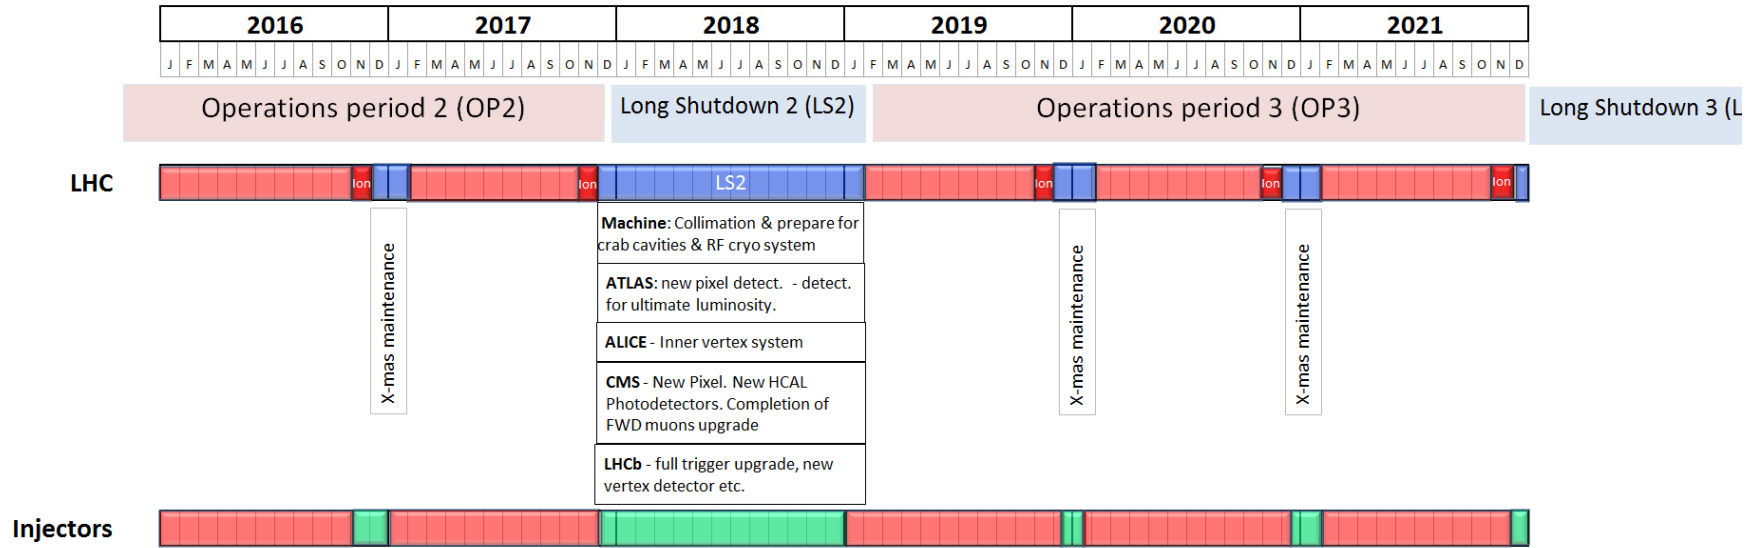 2016 2017 2018 2019 2020 2021
J F M A M J J A S O N D J F M A M J J A S O N D J F M A M J J A S O N D J F M A M J J A S O N D J F M A M J J A S O N D J F M A M J J A S O N D
Operations period 2 (OP2) Long Shutdown 2 (LS2) Operations period 3 (OP3) Long Shutdown 3 (L
LHC Ion Ion LS2 Ion Ion Ion
Machine: Collimation & prepare for
crab cavities & RF cryo system
ATLAS: new pixel detect. - detect.
for ultimate luminosity.
ALICE - Inner vertex system
CMS - New Pixel. New HCAL
Photodetectors. Completion of
FWD muons upgrade
LHCb - full trigger upgrade, new
vertex detector etc.
X-mas maintenance
X-mas maintenance
X-mas maintenance
Injectors